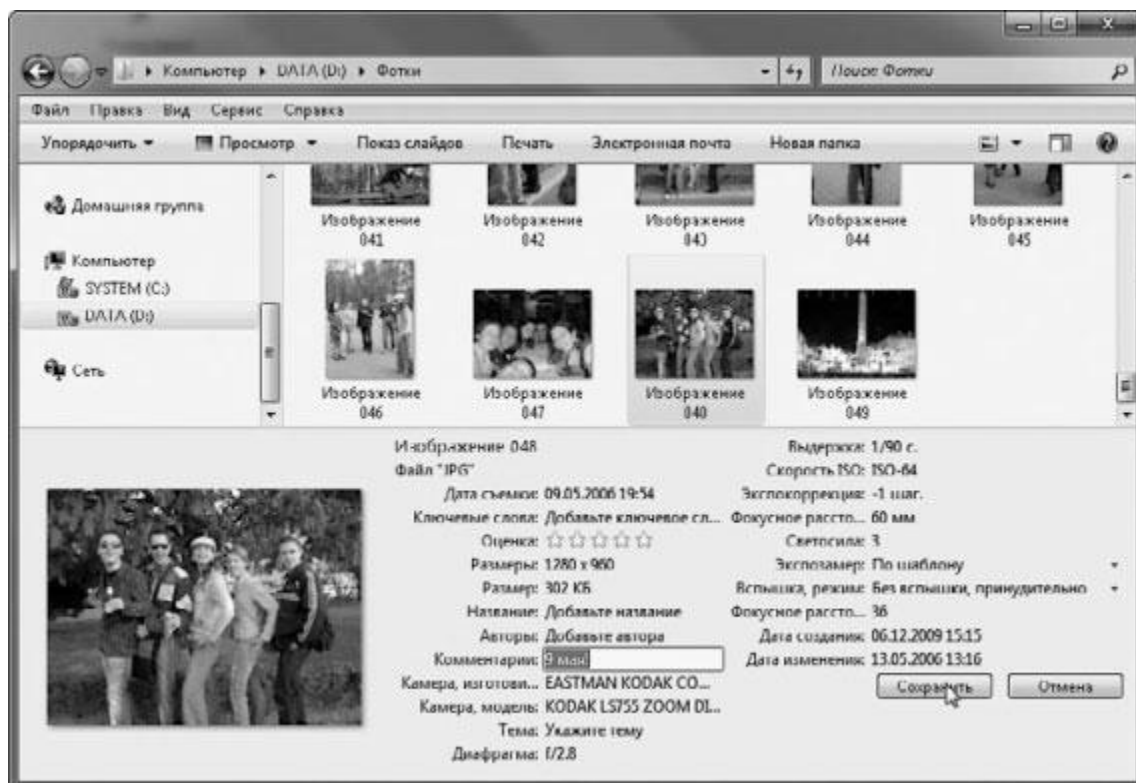 Компьютер ▸ DATA (D:) ▸ Фотки
Поиск: Фотки
Файл Правка Вид Сервис Справка
Упорядочить Просмотр Показ слайдов Печать Электронная почта Новая папка
Домашняя группа
Компьютер
SYSTEM (C:)
DATA (D:)
Сеть
Изображение 041
Изображение 042
Изображение 043
Изображение 044
Изображение 045
Изображение 046
Изображение 047
Изображение 048
Изображение 049
Изображение 048
Файл "JPG"
Дата съемки: 09.05.2006 19:54
Ключевые слова: Добавьте ключевое сл...
Оценка:
Размеры: 1280 x 960
Размер: 302 КБ
Название: Добавьте название
Авторы: Добавьте автора
Комментарии: 9 мая
Камера, изготови... EASTMAN KODAK CO...
Камера, модель: KODAK LS755 ZOOM DI...
Тема: Укажите тему
Диафрагма: f/2.8
Выдержка: 1/90 с.
Скорость ISO: ISO-64
Экспокоррекция: -1 шаг.
Фокусное рассто... 60 мм
Светосила: 3
Экспозамер: По шаблону
Вспышка, режим: Без вспышки, принудительно
Фокусное рассто... 36
Дата создания: 06.12.2009 15:15
Дата изменения: 13.05.2006 13:16
Сохранить Отмена